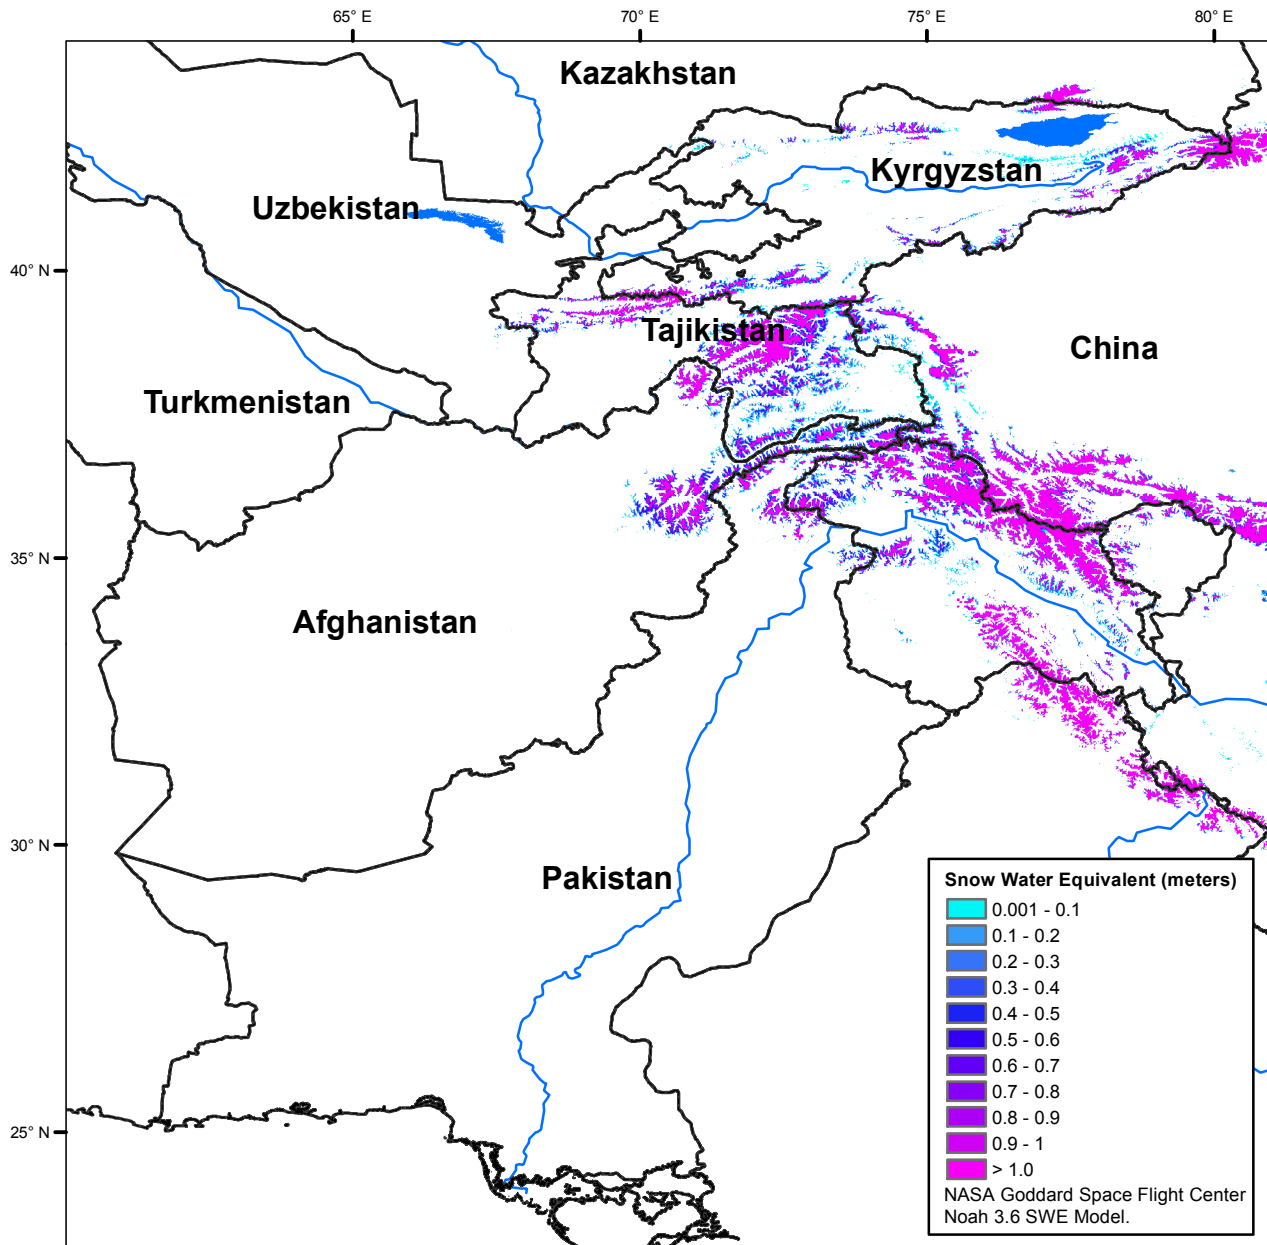 65° E
70° E
75° E
80° E
Kazakhstan
Kyrgyzstan
Uzbekistan
40° N
Tajikistan
China
Turkmenistan
35° N
Afghanistan
30° N
Pakistan
25° N
Snow Water Equivalent (meters)
0.001 - 0.1
0.1 - 0.2
0.2 - 0.3
0.3 - 0.4
0.4 - 0.5
0.5 - 0.6
0.6 - 0.7
0.7 - 0.8
0.8 - 0.9
0.9 - 1
> 1.0
NASA Goddard Space Flight Center
Noah 3.6 SWE Model.